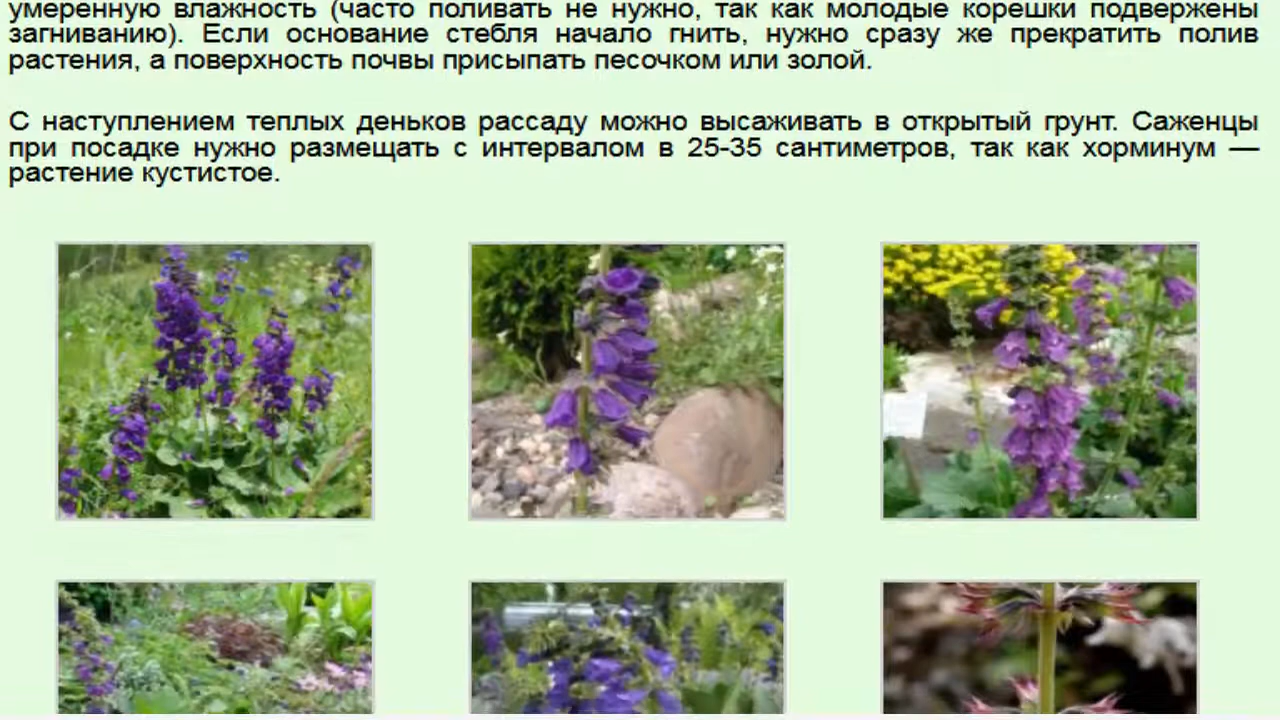 умеренную влажность (часто поливать не нужно, так как молодые корешки подвержены
загниванию). Если основание стебля начало гнить, нужно сразу же прекратить полив
растения, а поверхность почвы присыпать песочком или золой.
С наступлением теплых деньков рассаду можно высаживать в открытый грунт. Саженцы
при посадке нужно размещать с интервалом в 25-35 сантиметров, так как хорминум —
растение кустистое.